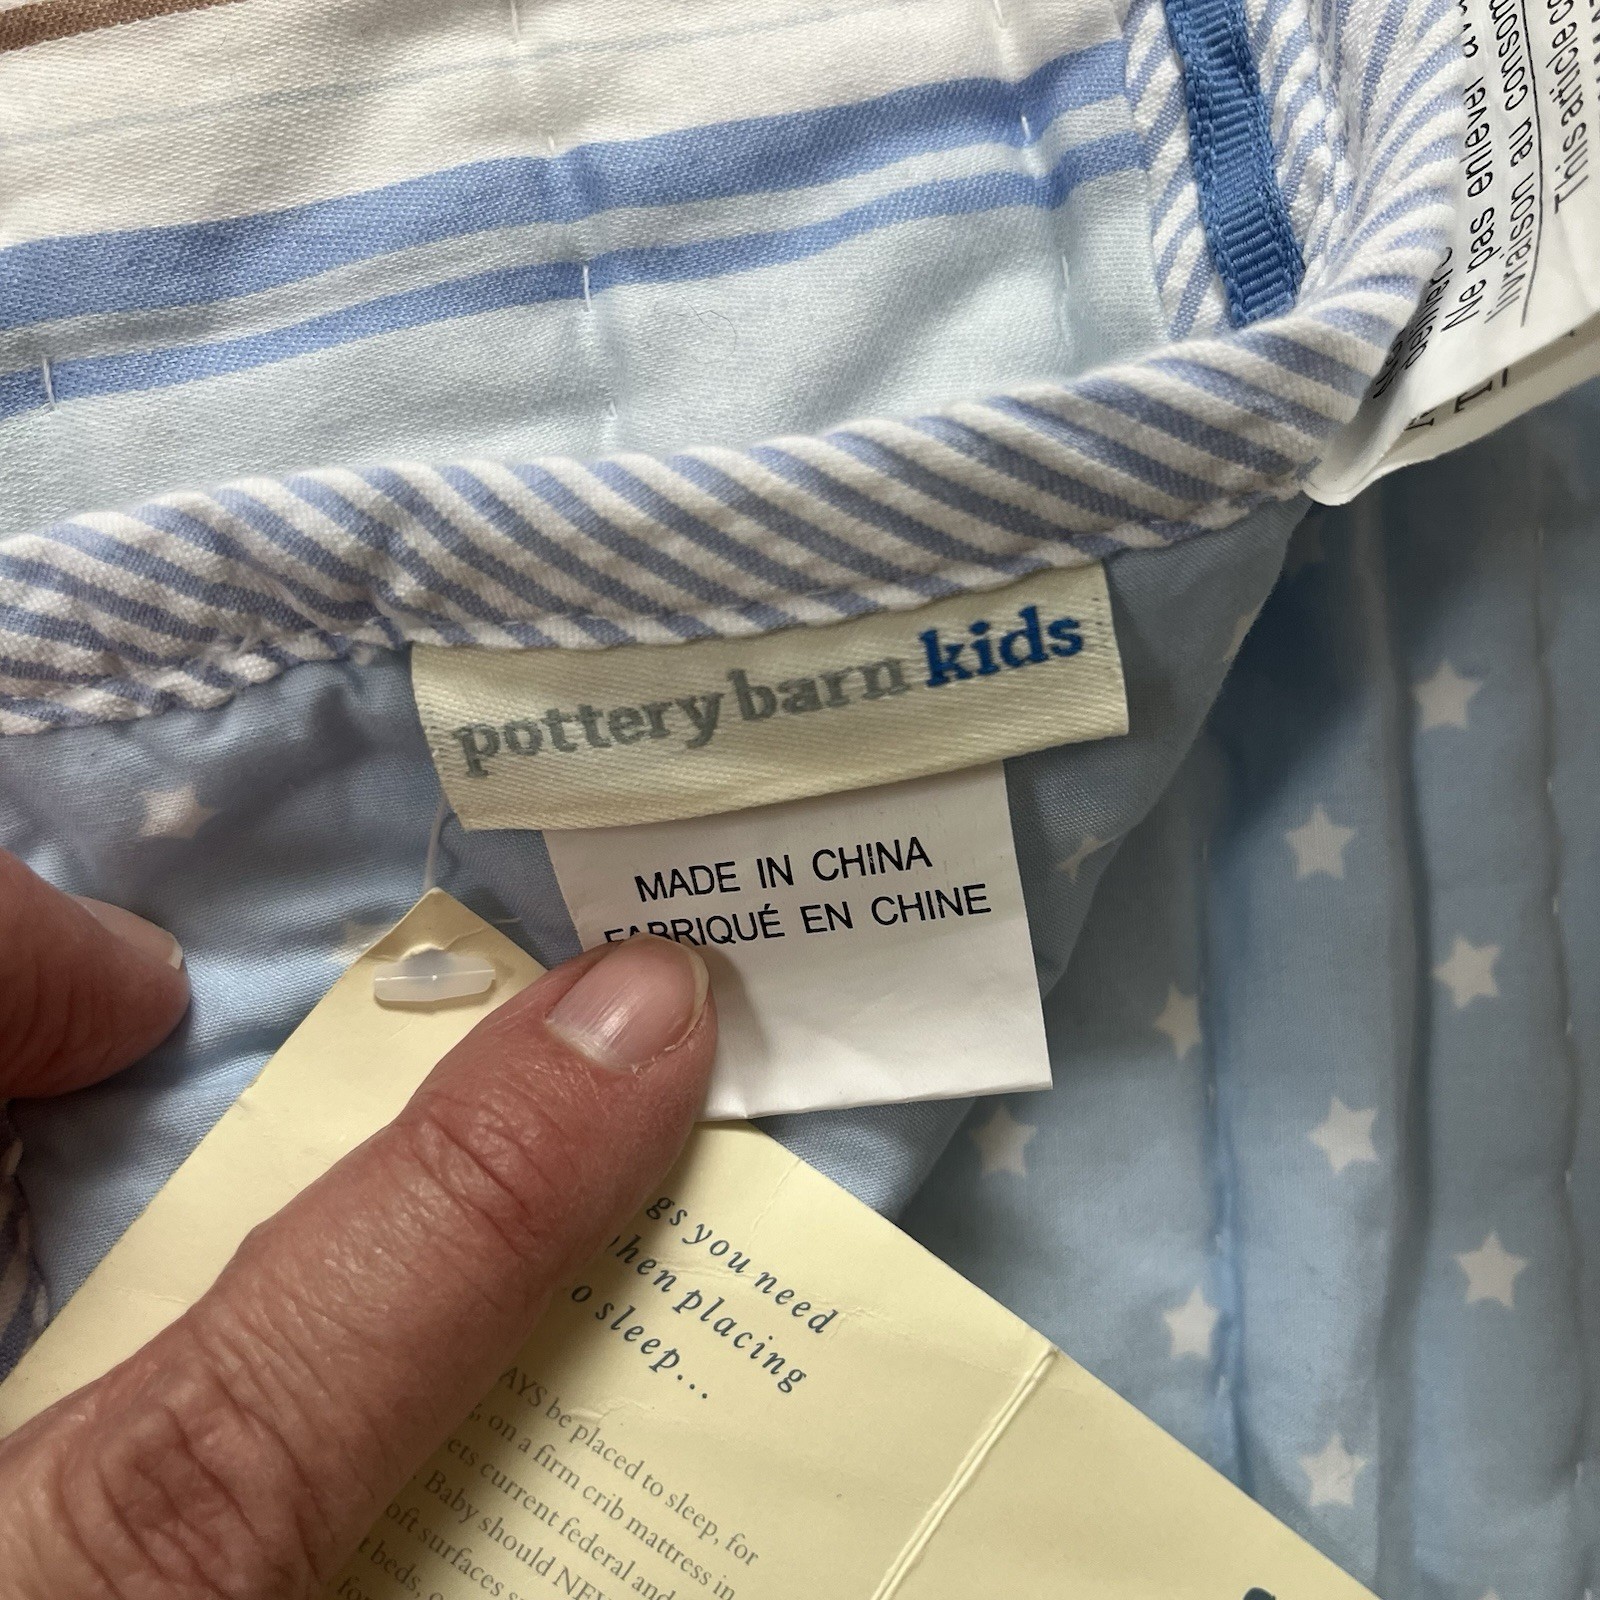 Ne pas enlever
livraison au
This article
pottery barn kids
MADE IN CHINA
FABRIQUÉ EN CHINE
you need
placing
sleep...
be placed to sleep, for
on a firm crib mattress in
current federal and
Baby should
surfaces
beds,